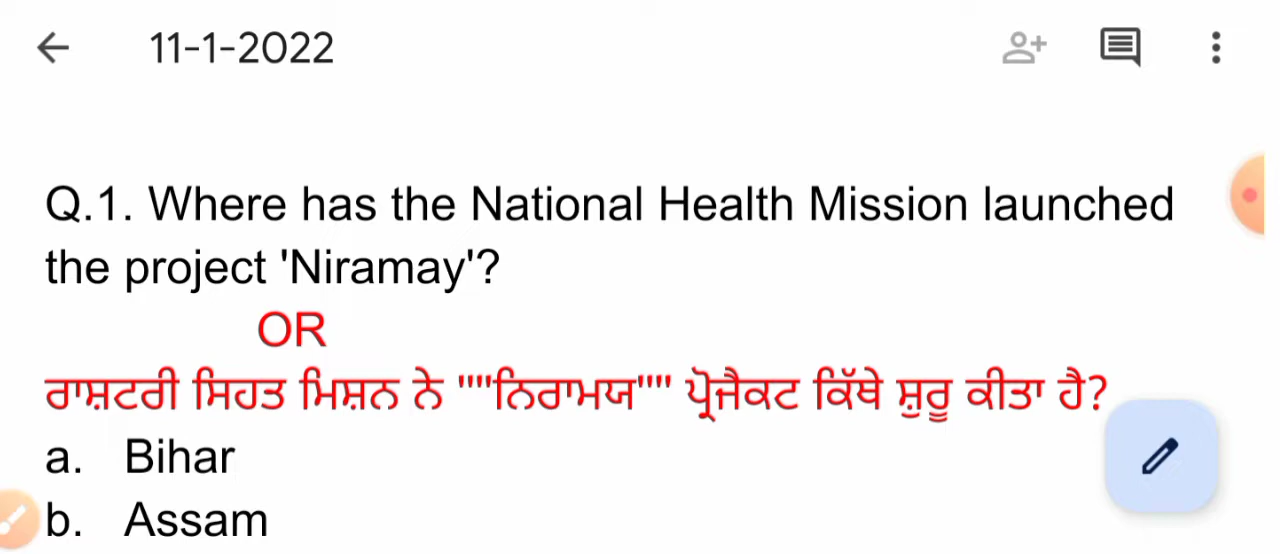 11-1-2022
Q.1. Where has the National Health Mission launched
the project 'Niramay'?
OR
ਰਾਸ਼ਟਰੀ ਸਿਹਤ ਮਿਸ਼ਨ ਨੇ """"ਨਿਰਾਮਯ"""" ਪ੍ਰੋਜੈਕਟ ਕਿੱਥੇ ਸ਼ੁਰੂ ਕੀਤਾ ਹੈ?
a. Bihar
b. Assam